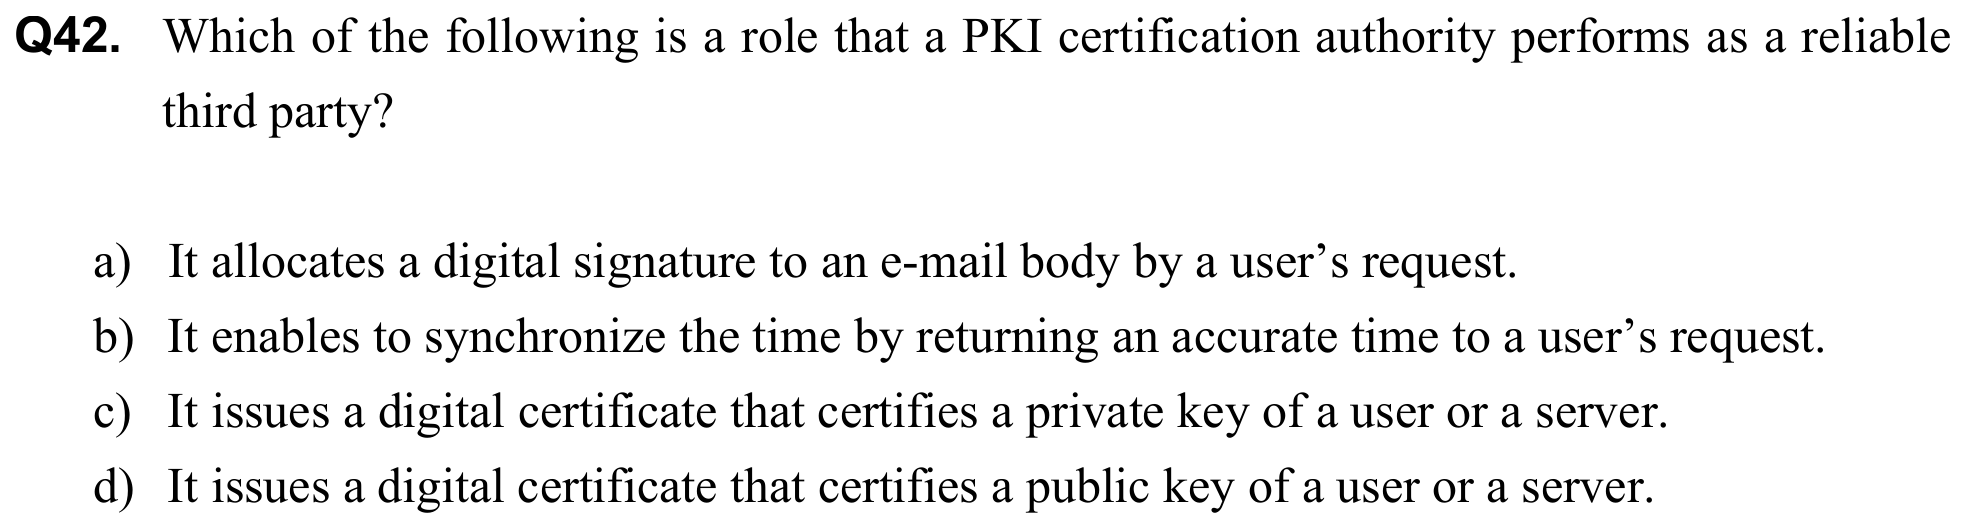 Q42. Which of the following is a role that a PKI certification authority performs as a reliable
third party?
a) It allocates a digital signature to an e-mail body by a user’s request.
b) It enables to synchronize the time by returning an accurate time to a user’s request.
c) It issues a digital certificate that certifies a private key of a user or a server.
d) It issues a digital certificate that certifies a public key of a user or a server.